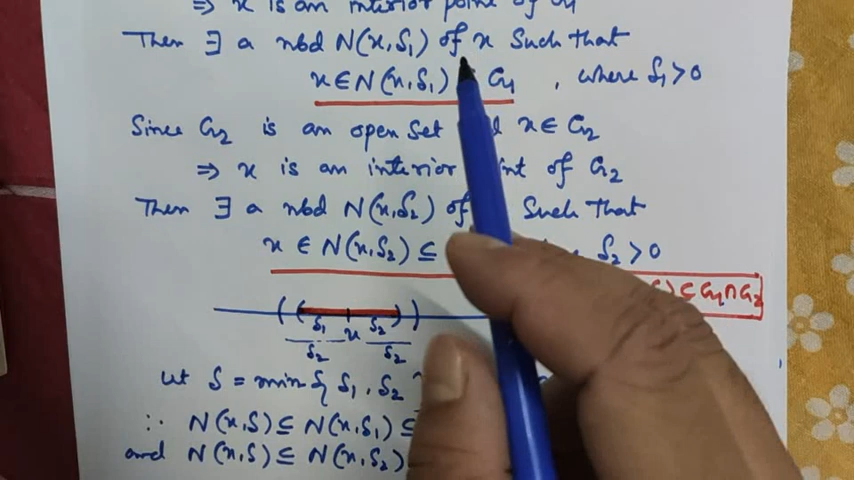 ⇒ x is an interior point of G1
Then ∃ a nbd N(x,δ1) of x Such that
x ∈ N(x,δ1) G1 , where δ1 > 0
Since G2 is an open set x ∈ G2
⇒ x is an interior of G2
Then ∃ a nbd N(x,δ2) of Such that
x ∈ N(x,δ2) ⊆ δ2 > 0
) ⊆ G1 ∩ G2
δ1 x δ2
δ2 δ2
Let δ = min { δ1, δ2
∴ N(x,δ) ⊆ N(x,δ1) ⊆
and N(x,δ) ⊆ N(x,δ2)